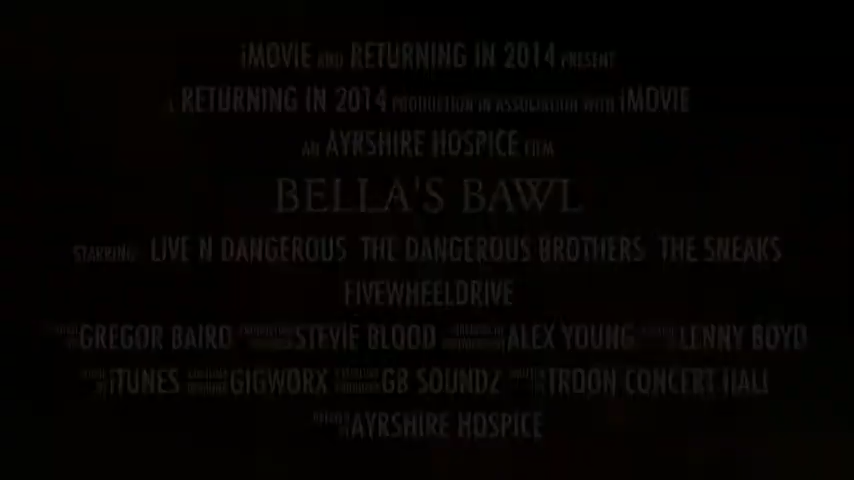 iMOVIE AND RETURNING IN 2014 PRESENT
A RETURNING IN 2014 PRODUCTION IN ASSOCIATION WITH iMOVIE
AN AYRSHIRE HOSPICE FILM
BELLA'S BAWL
STARRING LIVE N DANGEROUS THE DANGEROUS BROTHERS THE SNEAKS
FIVEWHEELDRIVE
GREGOR BAIRD STEVIE BLOOD ALEX YOUNG LENNY BOYD
iTUNES GIGWORX GB SOUNDZ TROON CONCERT HALL
AYRSHIRE HOSPICE